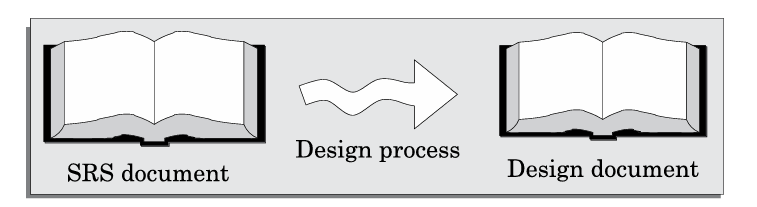 SRS document
Design process
Design document